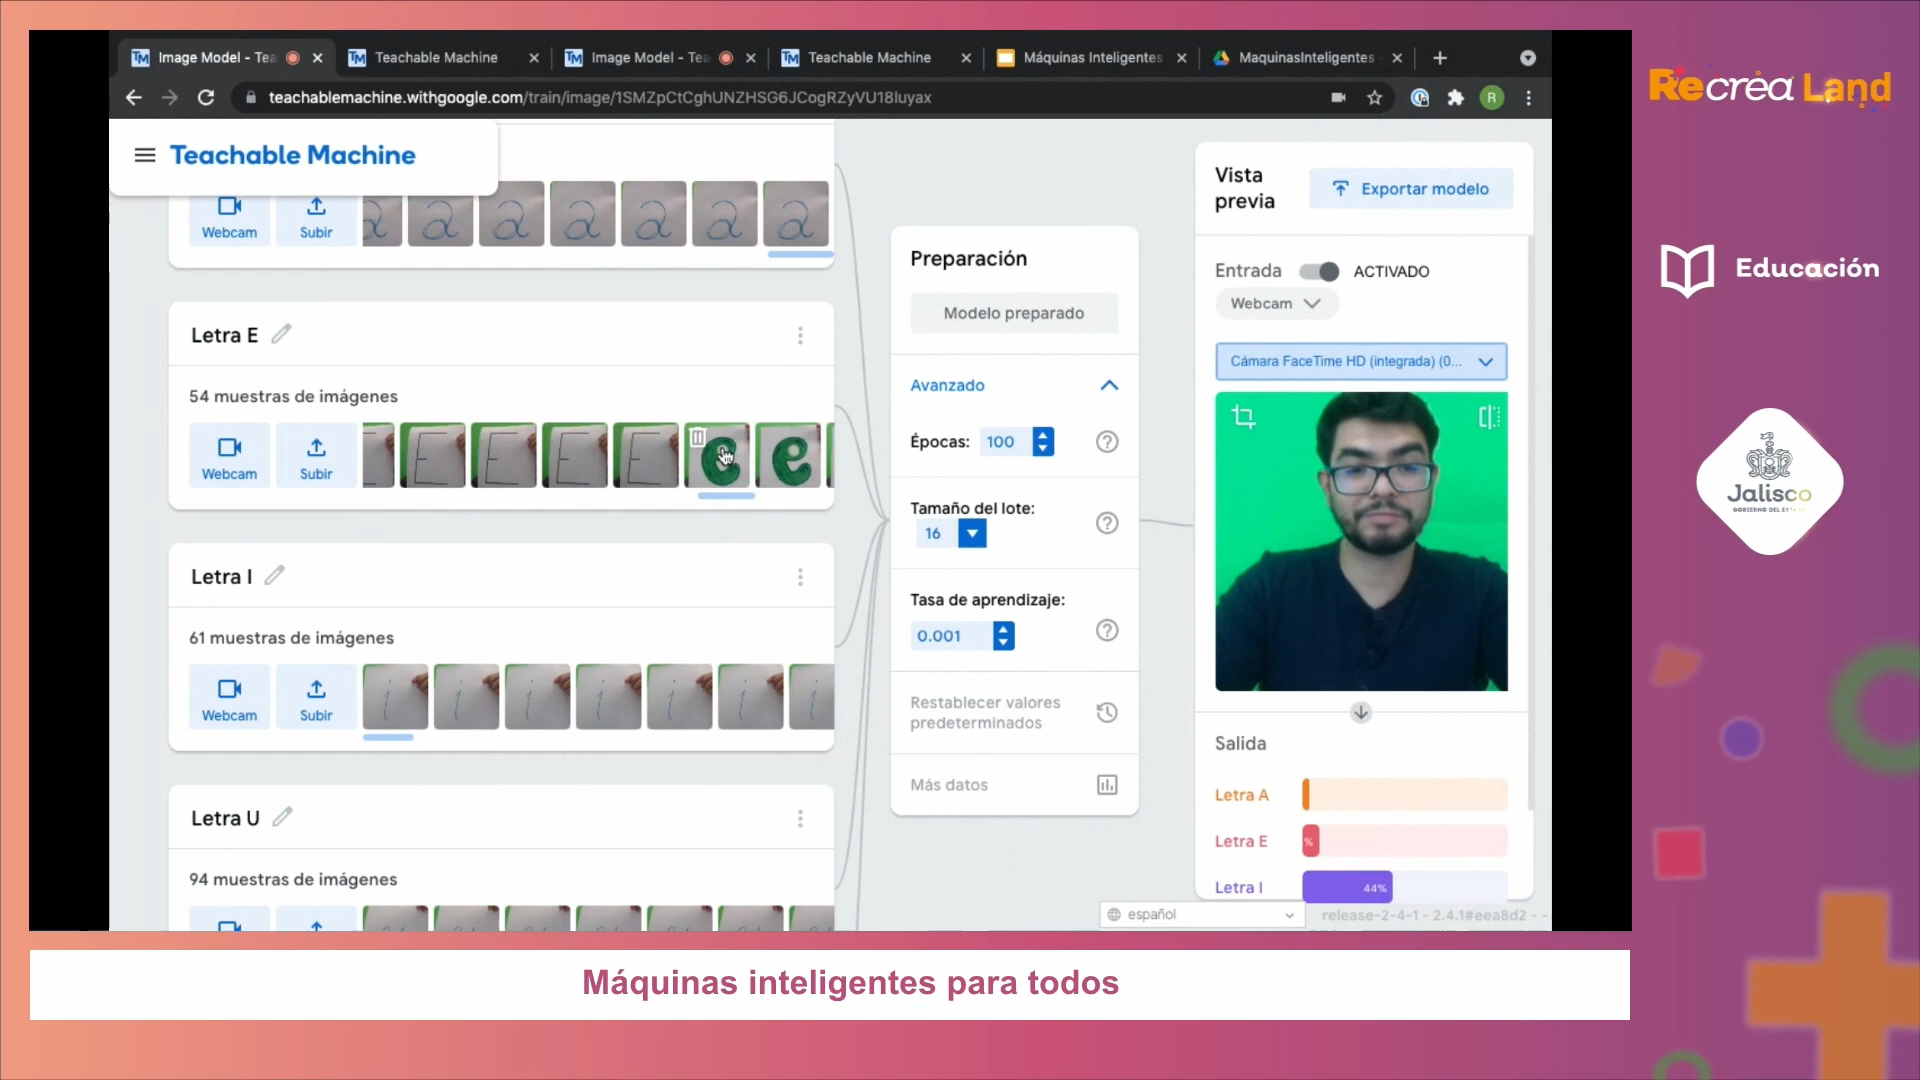 Image Model - Tea
Teachable Machine
Image Model - Tea
Teachable Machine
Máquinas Inteligentes
MaquinasInteligentes
teachablemachine.withgoogle.com/train/image/1SMZpCtCghUNZHSG6JCogRZyVU18luyax
R
Teachable Machine
Webcam
Subir
a a a a a a
Letra E
54 muestras de imágenes
Webcam
Subir
E E E E e e
Letra I
61 muestras de imágenes
Webcam
Subir
i i i i i i i
Letra U
94 muestras de imágenes
Preparación
Modelo preparado
Avanzado
Épocas: 100
Tamaño del lote:
16
Tasa de aprendizaje:
0.001
Restablecer valores
predeterminados
Más datos
Vista
previa
Exportar modelo
Entrada
ACTIVADO
Webcam
Cámara FaceTime HD (integrada) (0...
Salida
Letra A
Letra E
%
Letra I
44%
español
release-2-4-1 - 2.4.1#eea8d2 - -
Máquinas inteligentes para todos
Recrea Land
Educación
Jalisco
GOBIERNO DEL ESTADO